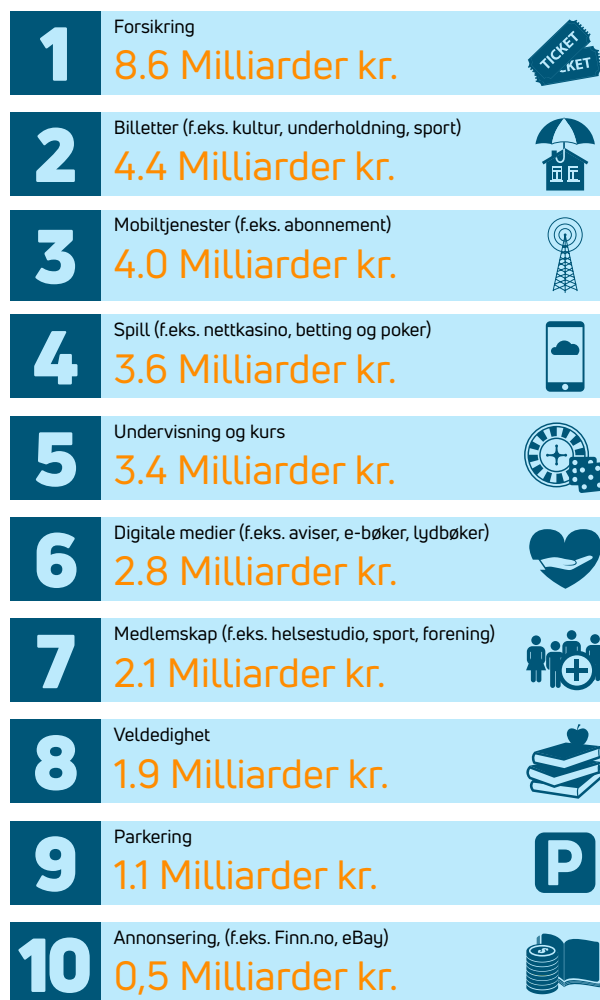 1
Forsikring
8.6 Milliarder kr.
TICKET
CKET
2
Billetter (f.eks. kultur, underholdning, sport)
4.4 Milliarder kr.
3
Mobiltjenester (f.eks. abonnement)
4.0 Milliarder kr.
4
Spill (f.eks. nettkasino, betting og poker)
3.6 Milliarder kr.
5
Undervisning og kurs
3.4 Milliarder kr.
6
Digitale medier (f.eks. aviser, e-bøker, lydbøker)
2.8 Milliarder kr.
7
Medlemskap (f.eks. helsestudio, sport, forening)
2.1 Milliarder kr.
8
Veldedighet
1.9 Milliarder kr.
9
Parkering
1.1 Milliarder kr.
P
10
Annonsering, (f.eks. Finn.no, eBay)
0,5 Milliarder kr.
$